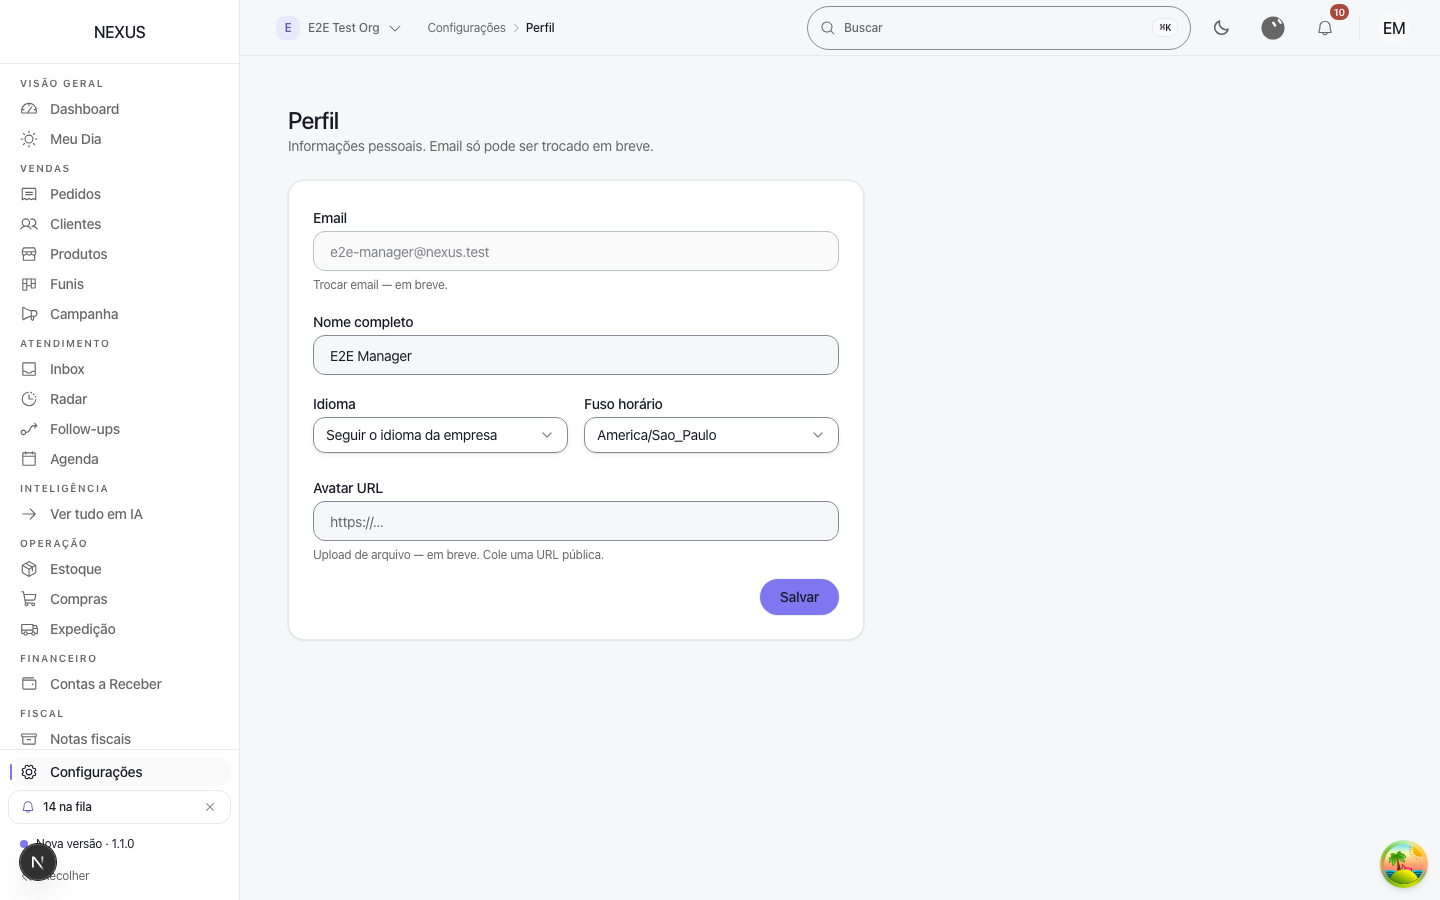 NEXUS
E
E2E Test Org
Configurações
Perfil
Buscar
⌘K
10
EM
VISÃO GERAL
Dashboard
Meu Dia
VENDAS
Pedidos
Clientes
Produtos
Funis
Campanha
ATENDIMENTO
Inbox
Radar
Follow-ups
Agenda
INTELIGÊNCIA
Ver tudo em IA
OPERAÇÃO
Estoque
Compras
Expedição
FINANCEIRO
Contas a Receber
FISCAL
Notas fiscais
Configurações
14 na fila
Nova versão · 1.1.0
N
Recolher
Perfil
Informações pessoais. Email só pode ser trocado em breve.
Email
e2e-manager@nexus.test
Trocar email — em breve.
Nome completo
E2E Manager
Idioma
Fuso horário
Seguir o idioma da empresa
America/Sao_Paulo
Avatar URL
https://...
Upload de arquivo — em breve. Cole uma URL pública.
Salvar